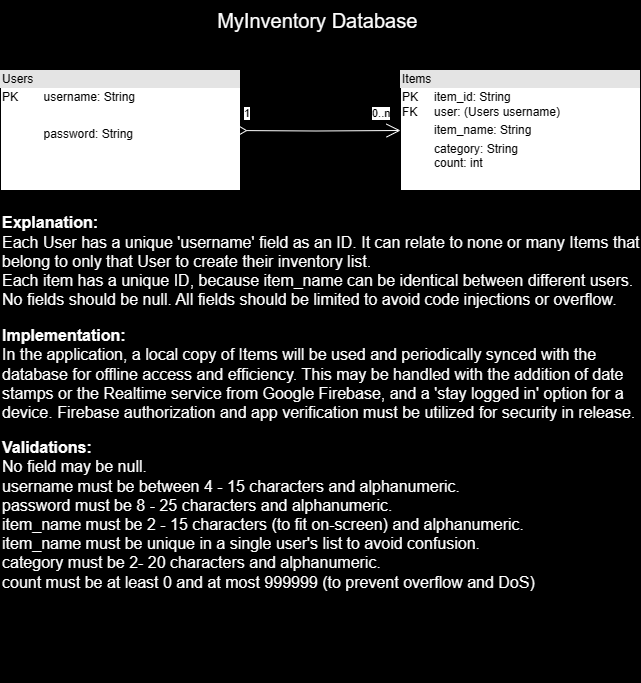 MyInventory Database
Users
PK username: String
password: String
1
0..n
Items
PK item_id: String
FK user: (Users username)
item_name: String
category: String
count: int
Explanation:
Each User has a unique 'username' field as an ID. It can relate to none or many Items that
belong to only that User to create their inventory list.
Each item has a unique ID, because item_name can be identical between different users.
No fields should be null. All fields should be limited to avoid code injections or overflow.
Implementation:
In the application, a local copy of Items will be used and periodically synced with the
database for offline access and efficiency. This may be handled with the addition of date
stamps or the Realtime service from Google Firebase, and a 'stay logged in' option for a
device. Firebase authorization and app verification must be utilized for security in release.
Validations:
No field may be null.
username must be between 4 - 15 characters and alphanumeric.
password must be 8 - 25 characters and alphanumeric.
item_name must be 2 - 15 characters (to fit on-screen) and alphanumeric.
item_name must be unique in a single user's list to avoid confusion.
category must be 2- 20 characters and alphanumeric.
count must be at least 0 and at most 999999 (to prevent overflow and DoS)